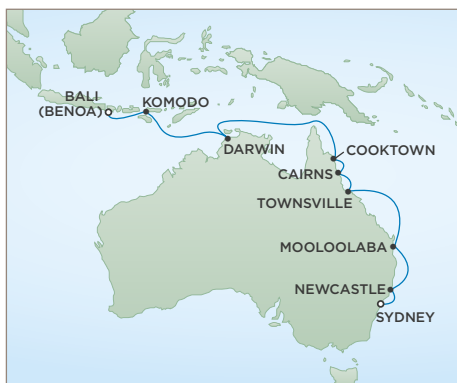 BALI
(BENOA)
KOMODO
DARWIN
COOKTOWN
CAIRNS
TOWNSVILLE
MOOLOOLABA
NEWCASTLE
SYDNEY